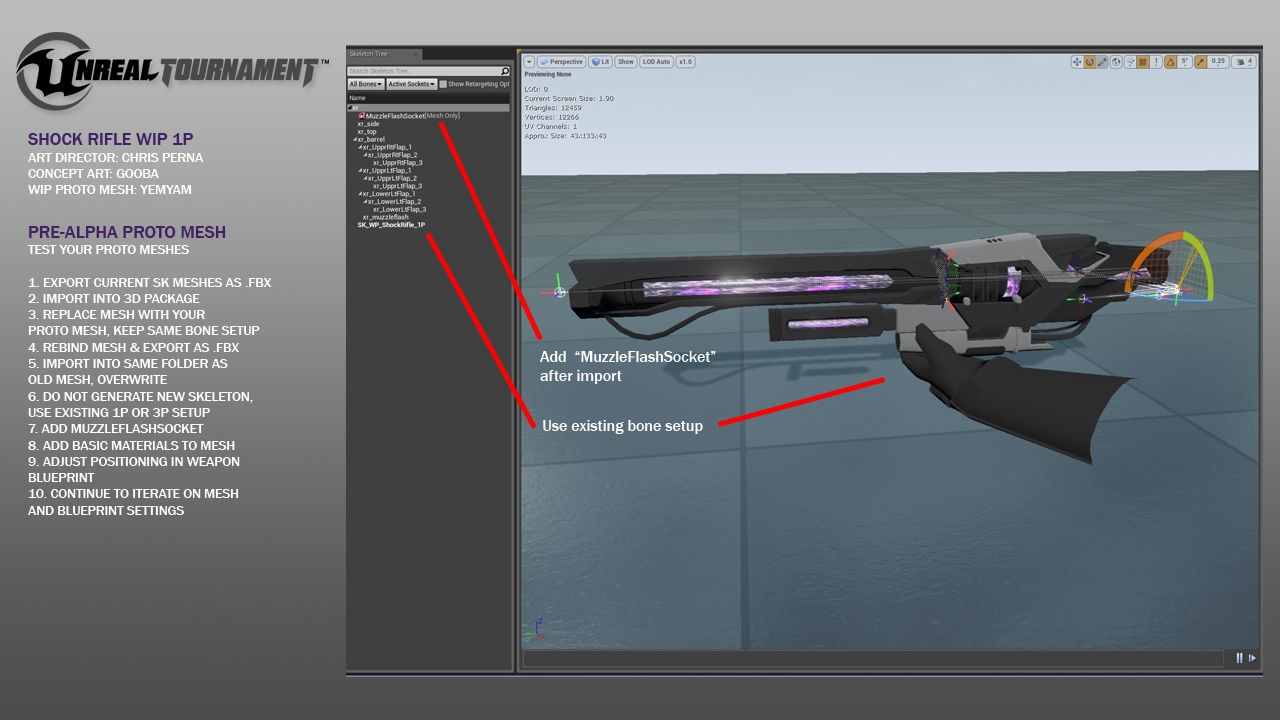 UNREAL TOURNAMENT™
SHOCK RIFLE WIP 1P
ART DIRECTOR: CHRIS PERNA
CONCEPT ART: GOOBA
WIP PROTO MESH: YEMYAM
PRE-ALPHA PROTO MESH
TEST YOUR PROTO MESHES
1. EXPORT CURRENT SK MESHES AS .FBX
2. IMPORT INTO 3D PACKAGE
3. REPLACE MESH WITH YOUR
PROTO MESH, KEEP SAME BONE SETUP
4. REBIND MESH & EXPORT AS .FBX
5. IMPORT INTO SAME FOLDER AS
OLD MESH, OVERWRITE
6. DO NOT GENERATE NEW SKELETON,
USE EXISTING 1P OR 3P SETUP
7. ADD MUZZLEFLASHSOCKET
8. ADD BASIC MATERIALS TO MESH
9. ADJUST POSITIONING IN WEAPON
BLUEPRINT
10. CONTINUE TO ITERATE ON MESH
AND BLUEPRINT SETTINGS
Skeleton Tree
Search Skeleton Tree...
All Bones Active Sockets Show Retargeting Opt
Name
xr
MuzzleFlashSocket [Mesh Only]
xr_side
xr_top
xr_barrel
xr_UpprRtFlap_1
xr_UpprRtFlap_2
xr_UpprRtFlap_3
xr_UpprLtFlap_1
xr_UpprLtFlap_2
xr_UpprLtFlap_3
xr_LowerLtFlap_1
xr_LowerLtFlap_2
xr_LowerLtFlap_3
xr_muzzleflash
SK_WP_ShockRifle_1P
Perspective Lit Show LOD Auto x1.0
1 5° 0.25 4
Previewing None
LOD: 0
Current Screen Size: 1.90
Triangles: 12459
Vertices: 12266
UV Channels: 1
Approx. Size: 43x133x43
Add “MuzzleFlashSocket”
after import
Use existing bone setup
Z